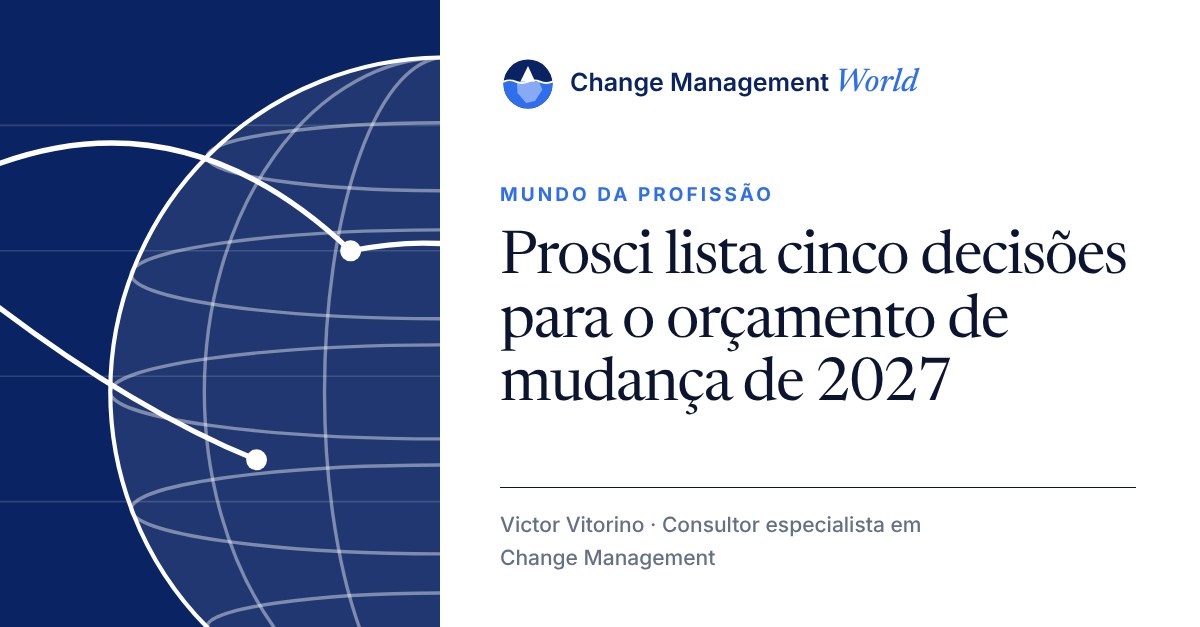 Change Management World
MUNDO DA PROFISSÃO
Prosci lista cinco decisões
para o orçamento de
mudança de 2027
Victor Vitorino · Consultor especialista em
Change Management